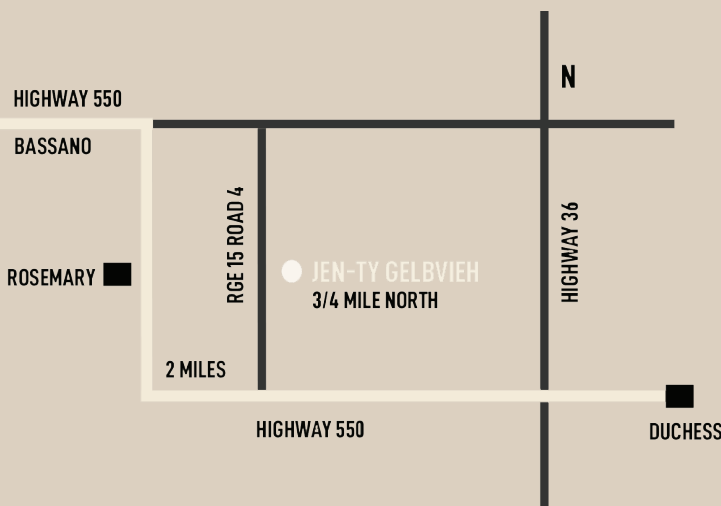 N
HIGHWAY 550
BASSANO
RGE 15 ROAD 4
HIGHWAY 36
ROSEMARY
JEN-TY GELBVIEH
3/4 MILE NORTH
2 MILES
HIGHWAY 550
DUCHESS